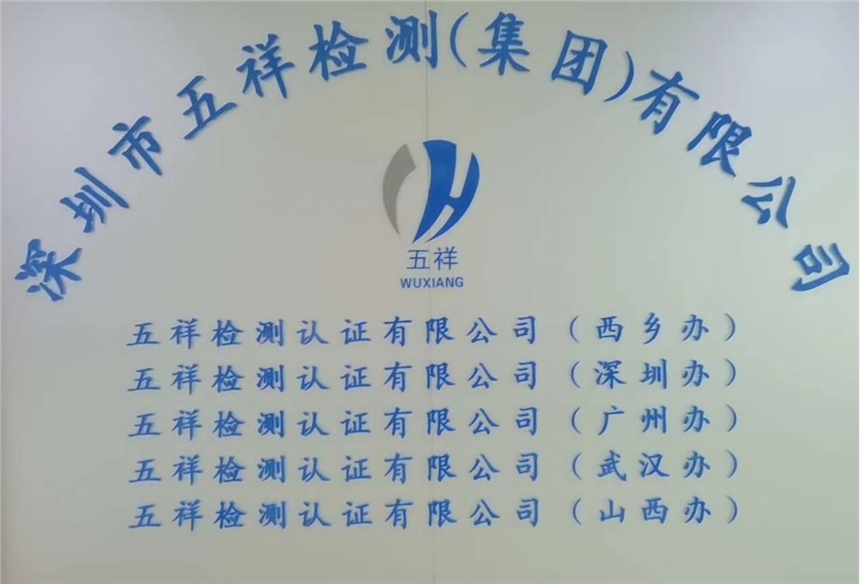 深圳市五祥检测(集团)有限公司
五祥
WUXIANG
五祥检测认证有限公司（西乡办）
五祥检测认证有限公司（深圳办）
五祥检测认证有限公司（广州办）
五祥检测认证有限公司（武汉办）
五祥检测认证有限公司（山西办）